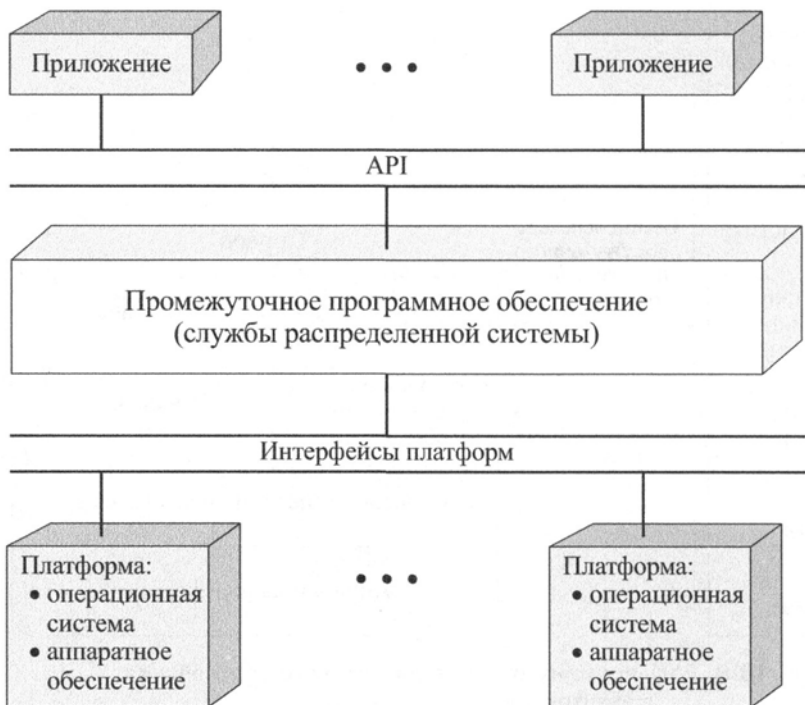 Приложение
Приложение
API
Промежуточное программное обеспечение
(службы распределенной системы)
Интерфейсы платформ
Платформа:
• операционная
система
• аппаратное
обеспечение
Платформа:
• операционная
система
• аппаратное
обеспечение